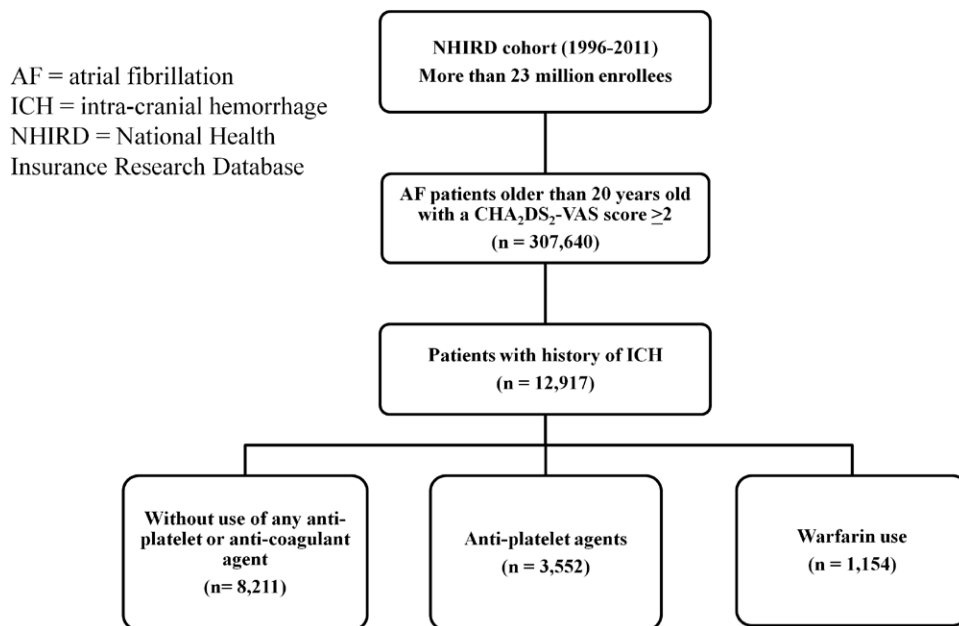 NHIRD cohort (1996-2011)
More than 23 million enrollees
AF = atrial fibrillation
ICH = intra-cranial hemorrhage
NHIRD = National Health
Insurance Research Database
AF patients older than 20 years old
with a CHA₂DS₂-VAS score ≥2
(n = 307,640)
Patients with history of ICH
(n = 12,917)
Without use of any anti-
platelet or anti-coagulant
agent
(n= 8,211)
Anti-platelet agents
(n = 3,552)
Warfarin use
(n = 1,154)